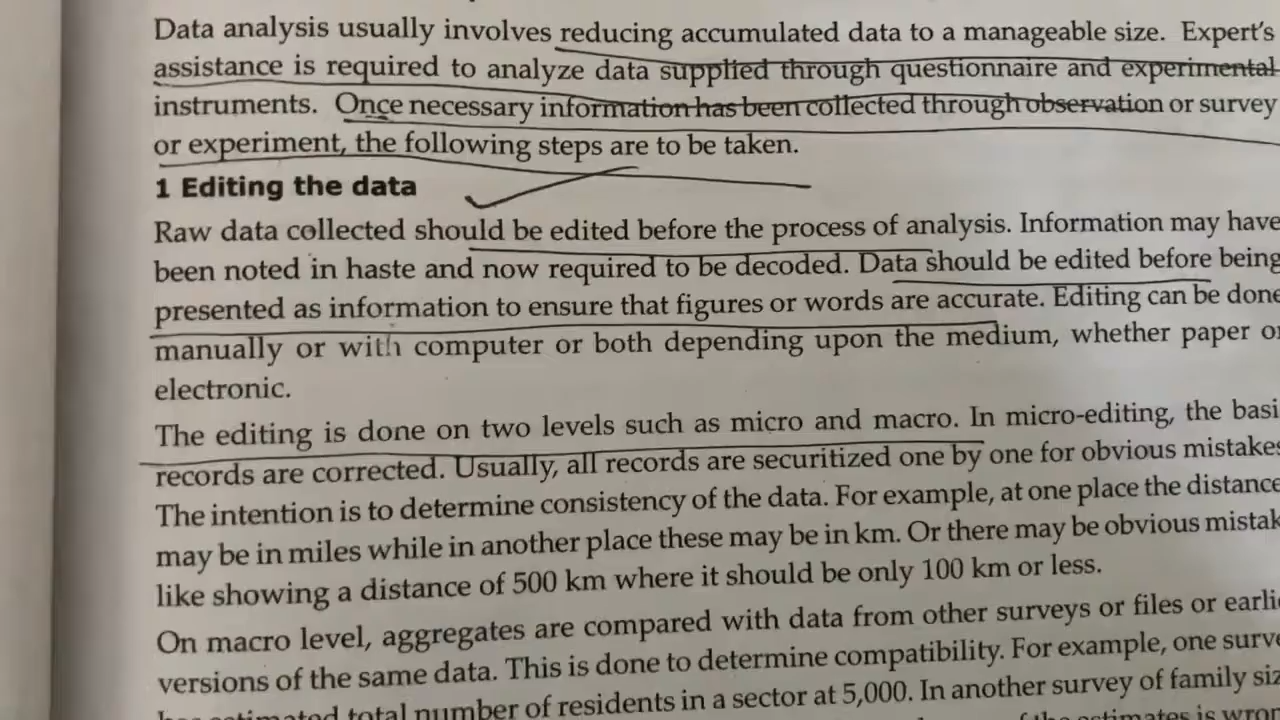 Data analysis usually involves reducing accumulated data to a manageable size. Expert's
assistance is required to analyze data supplied through questionnaire and experimental
instruments. Once necessary information has been collected through observation or survey
or experiment, the following steps are to be taken.
1 Editing the data
Raw data collected should be edited before the process of analysis. Information may have
been noted in haste and now required to be decoded. Data should be edited before being
presented as information to ensure that figures or words are accurate. Editing can be done
manually or with computer or both depending upon the medium, whether paper or
electronic.
The editing is done on two levels such as micro and macro. In micro-editing, the basi
records are corrected. Usually, all records are securitized one by one for obvious mistakes
The intention is to determine consistency of the data. For example, at one place the distance
may be in miles while in another place these may be in km. Or there may be obvious mistak
like showing a distance of 500 km where it should be only 100 km or less.
On macro level, aggregates are compared with data from other surveys or files or earlie
versions of the same data. This is done to determine compatibility. For example, one surve
estimated total number of residents in a sector at 5,000. In another survey of family siz
estimates is wron